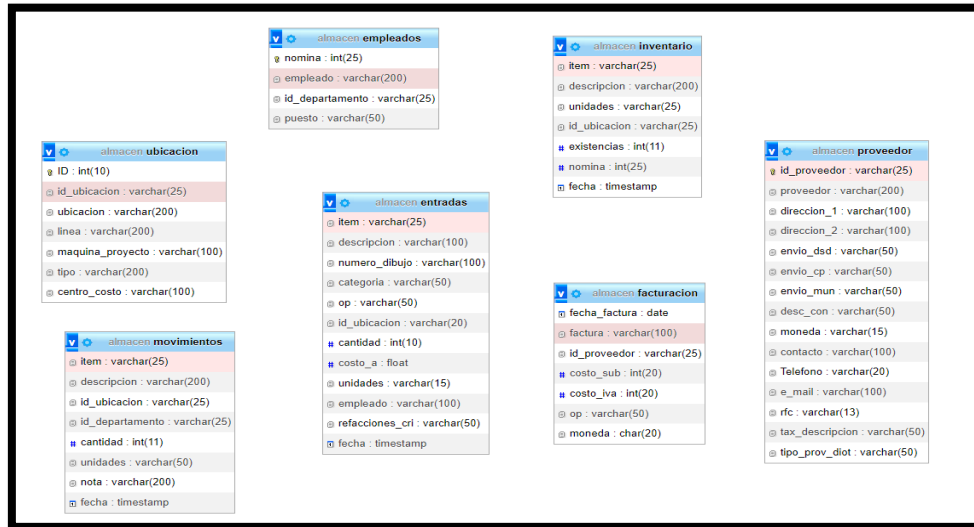 almacen empleados
nomina : int(25)
empleado : varchar(200)
id_departamento : varchar(25)
puesto : varchar(50)
almacen inventario
item : varchar(25)
descripcion : varchar(200)
unidades : varchar(25)
id_ubicacion : varchar(25)
existencias : int(11)
nomina : int(25)
fecha : timestamp
almacen ubicacion
ID : int(10)
id_ubicacion : varchar(25)
ubicacion : varchar(200)
linea : varchar(200)
maquina_proyecto : varchar(100)
tipo : varchar(200)
centro_costo : varchar(100)
almacen proveedor
id_proveedor : varchar(25)
proveedor : varchar(200)
direccion_1 : varchar(100)
direccion_2 : varchar(100)
envio_dsd : varchar(50)
envio_cp : varchar(50)
envio_mun : varchar(50)
desc_con : varchar(50)
moneda : varchar(15)
contacto : varchar(100)
Telefono : varchar(20)
e_mail : varchar(100)
rfc : varchar(13)
tax_descripcion : varchar(50)
tipo_prov_diot : varchar(50)
almacen entradas
item : varchar(25)
descripcion : varchar(100)
numero_dibujo : varchar(100)
categoria : varchar(50)
op : varchar(50)
id_ubicacion : varchar(20)
cantidad : int(10)
costo_a : float
unidades : varchar(15)
empleado : varchar(100)
refacciones_cri : varchar(50)
fecha : timestamp
almacen facturacion
fecha_factura : date
factura : varchar(100)
id_proveedor : varchar(25)
costo_sub : int(20)
costo_iva : int(20)
op : varchar(50)
moneda : char(20)
almacen movimientos
item : varchar(25)
descripcion : varchar(200)
id_ubicacion : varchar(25)
id_departamento : varchar(25)
cantidad : int(11)
unidades : varchar(50)
nota : varchar(200)
fecha : timestamp